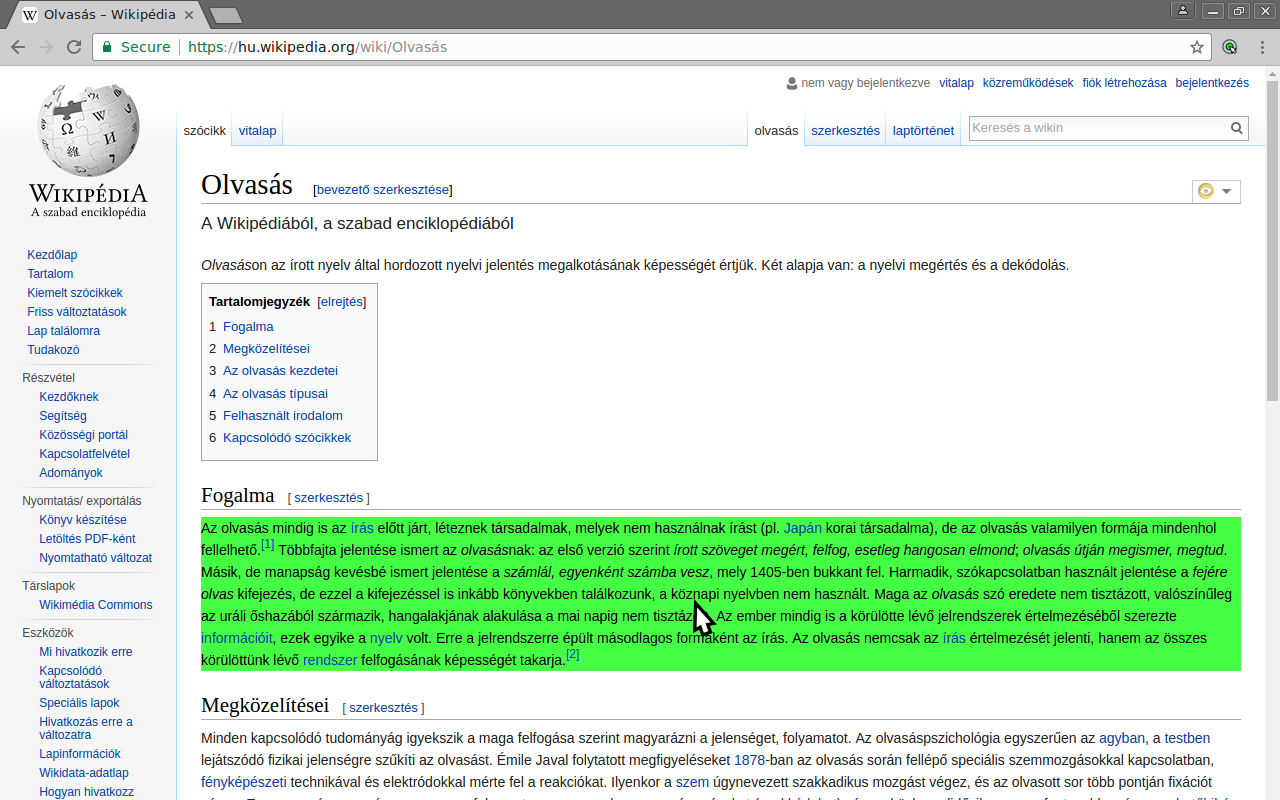 Olvasás – Wikipédia
Secure https://hu.wikipedia.org/wiki/Olvasás
nem vagy bejelentkezve vitalap közreműködések fiók létrehozása bejelentkezés
szócikk vitalap olvasás szerkesztés laptörténet Keresés a wikin
WIKIPÉDIA
A szabad enciklopédia
Kezdőlap
Tartalom
Kiemelt szócikkek
Friss változtatások
Lap találomra
Tudakozó
Részvétel
Kezdőknek
Segítség
Közösségi portál
Kapcsolatfelvétel
Adományok
Nyomtatás/ exportálás
Könyv készítése
Letöltés PDF-ként
Nyomtatható változat
Társlapok
Wikimédia Commons
Eszközök
Mi hivatkozik erre
Kapcsolódó
változtatások
Speciális lapok
Hivatkozás erre a
változatra
Lapinformációk
Wikidata-adatlap
Hogyan hivatkozz
Olvasás [bevezető szerkesztése]
A Wikipédiából, a szabad enciklopédiából
Olvasáson az írott nyelv által hordozott nyelvi jelentés megalkotásának képességét értjük. Két alapja van: a nyelvi megértés és a dekódolás.
Tartalomjegyzék [elrejtés]
1 Fogalma
2 Megközelítései
3 Az olvasás kezdetei
4 Az olvasás típusai
5 Felhasznált irodalom
6 Kapcsolódó szócikkek
Fogalma [ szerkesztés ]
Az olvasás mindig is az írás előtt járt, léteznek társadalmak, melyek nem használnak írást (pl. Japán korai társadalma), de az olvasás valamilyen formája mindenhol
fellelhető.[1] Többfajta jelentése ismert az olvasásnak: az első verzió szerint írott szöveget megért, felfog, esetleg hangosan elmond; olvasás útján megismer, megtud.
Másik, de manapság kevésbé ismert jelentése a számlál, egyenként számba vesz, mely 1405-ben bukkant fel. Harmadik, szókapcsolatban használt jelentése a fejére
olvas kifejezés, de ezzel a kifejezéssel is inkább könyvekben találkozunk, a köznapi nyelvben nem használt. Maga az olvasás szó eredete nem tisztázott, valószínűleg
az uráli őshazából származik, hangalakjának alakulása a mai napig nem Az ember mindig is a körülötte lévő jelrendszerek értelmezéséből szerezte
információit, ezek egyike a nyelv volt. Erre a jelrendszerre épült másodlagos formaként az írás. Az olvasás nemcsak az írás értelmezését jelenti, hanem az összes
körülöttünk lévő rendszer felfogásának képességét takarja.[2]
Megközelítései [ szerkesztés ]
Minden kapcsolódó tudományág igyekszik a maga felfogása szerint magyarázni a jelenséget, folyamatot. Az olvasáspszichológia egyszerűen az agyban, a testben
lejátszódó fizikai jelenségre szűkíti az olvasást. Émile Javal folytatott megfigyeléseket 1878-ban az olvasás során fellépő speciális szemmozgásokkal kapcsolatban,
fényképészeti technikával és elektródokkal mérte fel a reakciókat. Ilyenkor a szem úgynevezett szakkadikus mozgást végez, és az olvasott sor több pontján fixációt